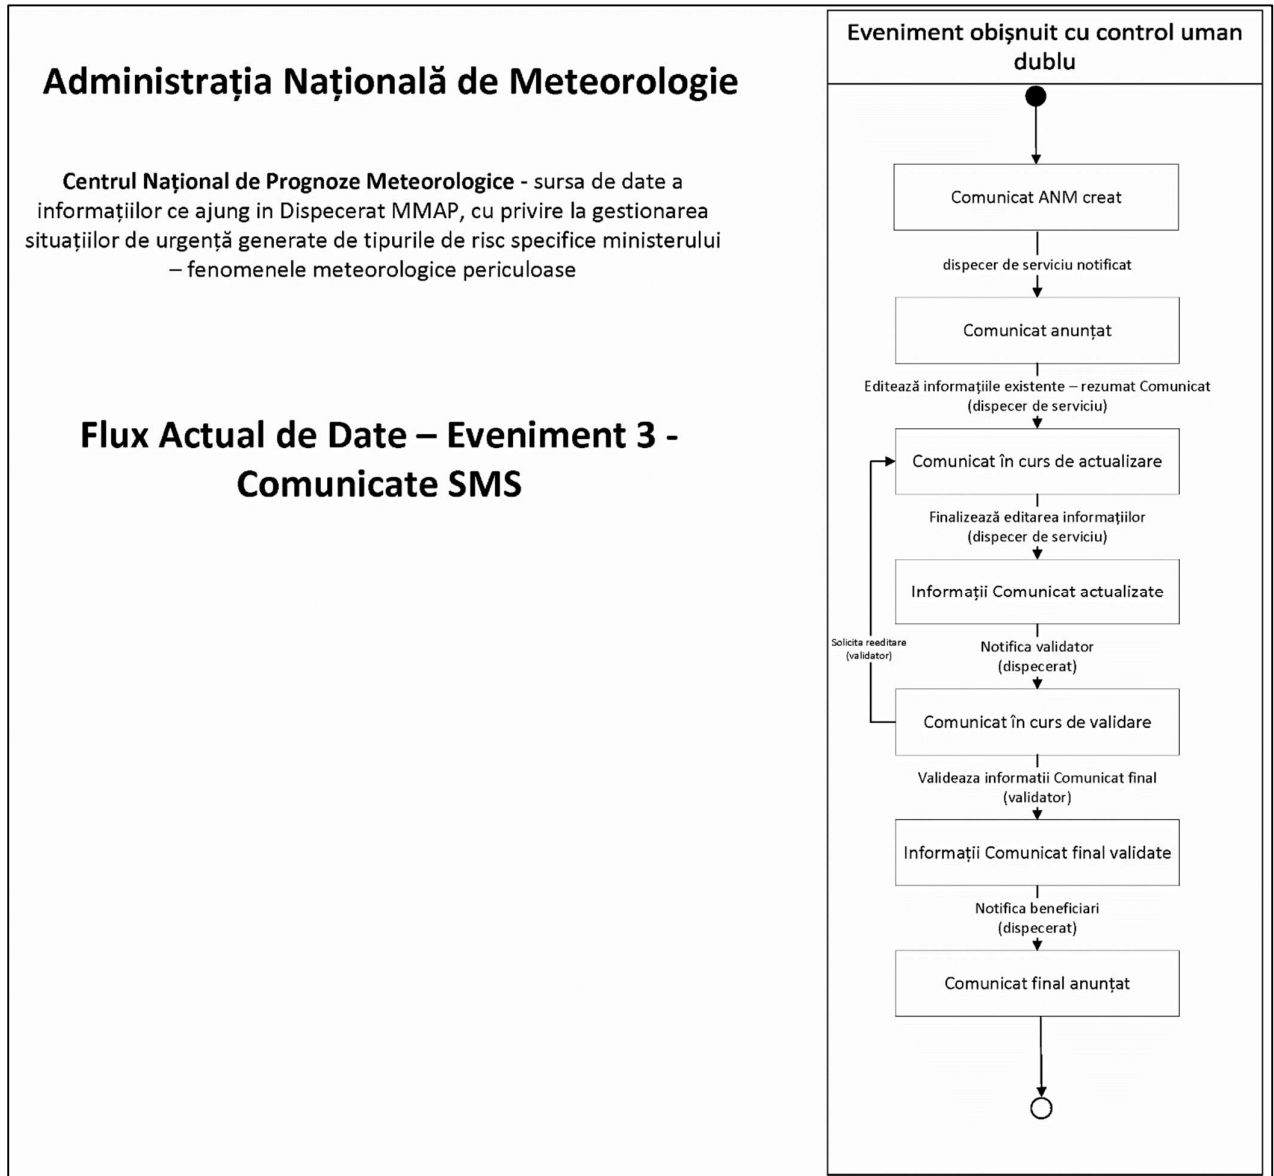 Administrația Națională de Meteorologie
Centrul Național de Prognoze Meteorologice - sursa de date a
informațiilor ce ajung in Dispecerat MMAP, cu privire la gestionarea
situațiilor de urgență generate de tipurile de risc specifice ministerului
– fenomenele meteorologice periculoase
Flux Actual de Date – Eveniment 3 -
Comunicate SMS
Eveniment obișnuit cu control uman
dublu
Comunicat ANM creat
dispecer de serviciu notificat
Comunicat anunțat
Editează informațiile existente – rezumat Comunicat
(dispecer de serviciu)
Comunicat în curs de actualizare
Finalizează editarea informațiilor
(dispecer de serviciu)
Informații Comunicat actualizate
Solicita reeditare
(validator)
Notifica validator
(dispecerat)
Comunicat în curs de validare
Valideaza informatii Comunicat final
(validator)
Informații Comunicat final validate
Notifica beneficiari
(dispecerat)
Comunicat final anunțat